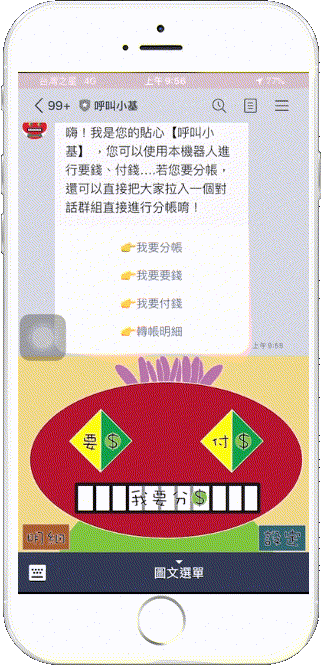 台灣之星 4G 上午9:56 27%
99+ 呼叫小基
嗨！我是您的貼心【呼叫小
基】 ，您可以使用本機器人進
行要錢、付錢....若您要分帳，
還可以直接把大家拉入一個對
話群組直接進行分帳唷！
👉我要分帳
👉我要要錢
👉我要付錢
👉轉帳明細
上午9:56
要$ 付$
我要分$
明細 設定
圖文選單